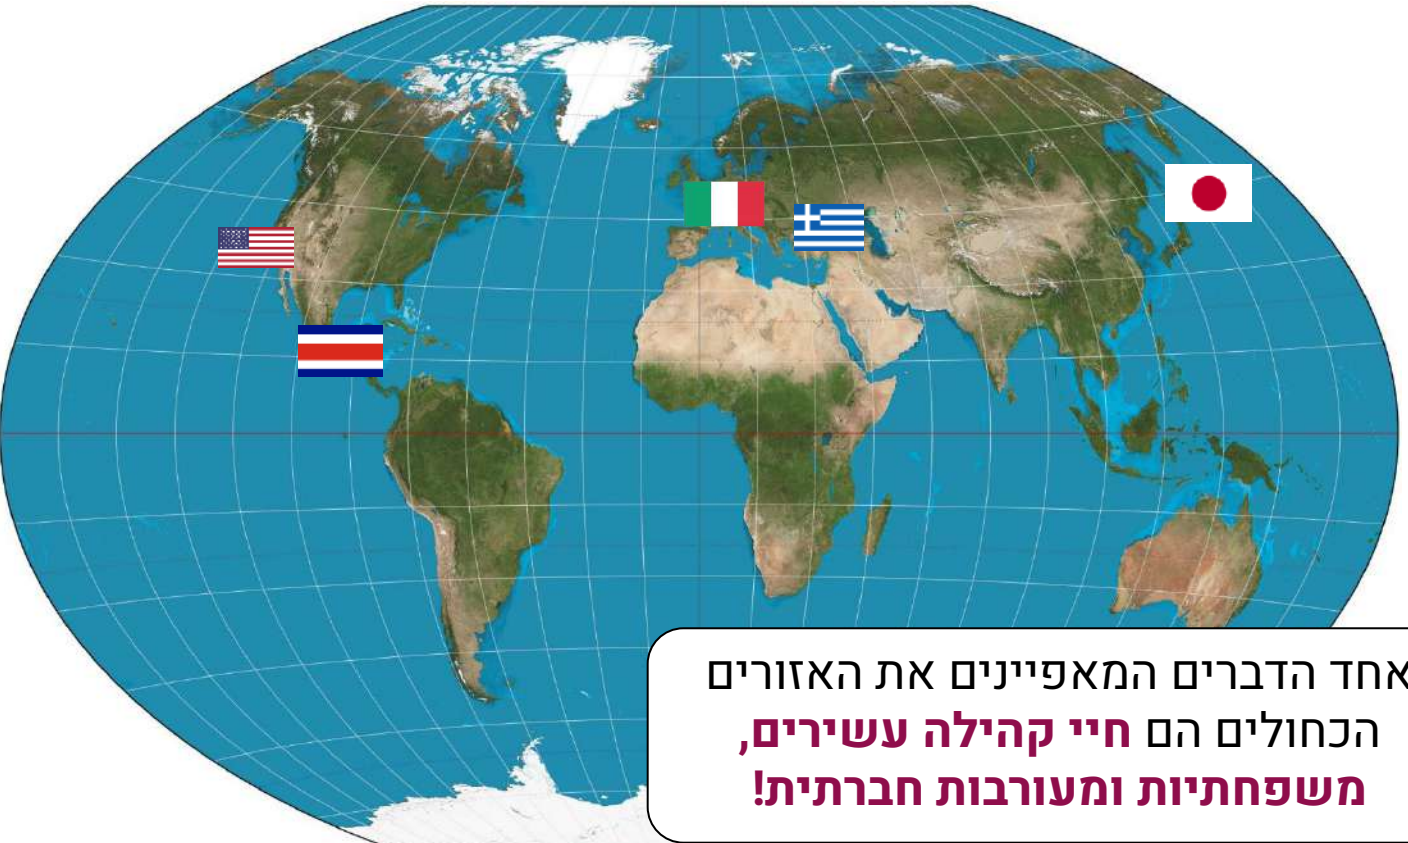 אחד הדברים המאפיינים את האזורים
הכחולים הם חיי קהילה עשירים,
משפחתיות ומעורבות חברתית!